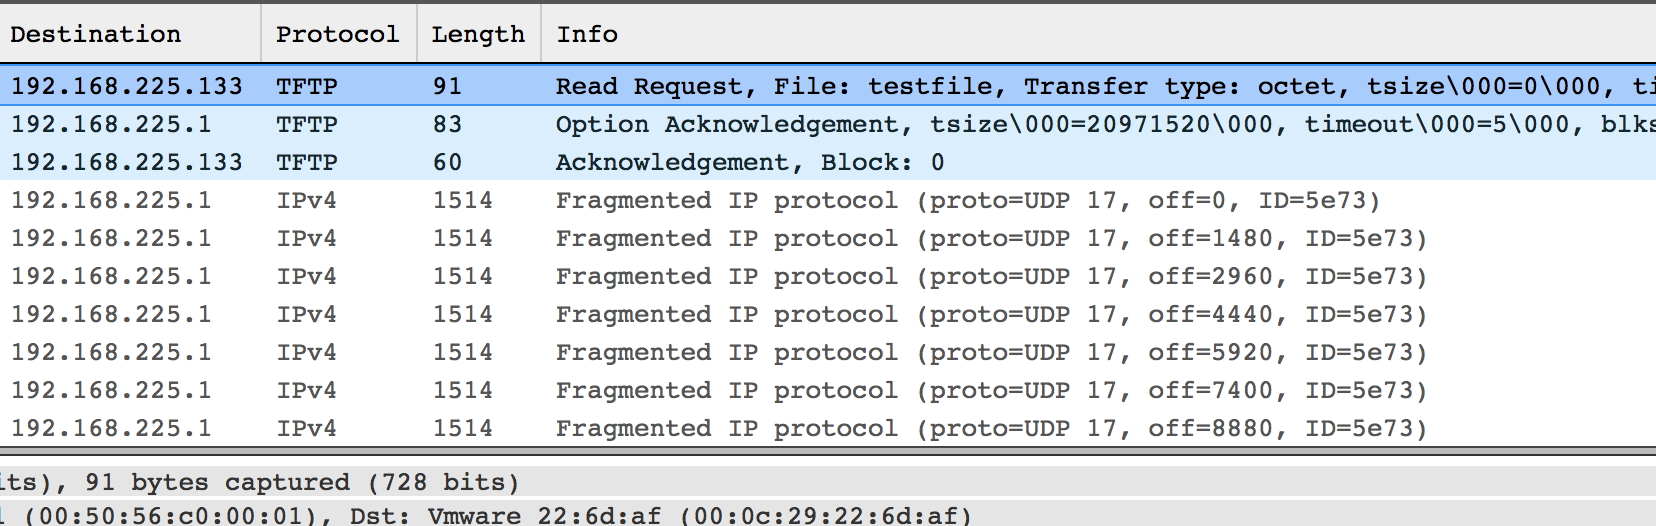 Destination Protocol Length Info
192.168.225.133 TFTP 91 Read Request, File: testfile, Transfer type: octet, tsize\000=0\000, ti
192.168.225.1 TFTP 83 Option Acknowledgement, tsize\000=20971520\000, timeout\000=5\000, blks
192.168.225.133 TFTP 60 Acknowledgement, Block: 0
192.168.225.1 IPv4 1514 Fragmented IP protocol (proto=UDP 17, off=0, ID=5e73)
192.168.225.1 IPv4 1514 Fragmented IP protocol (proto=UDP 17, off=1480, ID=5e73)
192.168.225.1 IPv4 1514 Fragmented IP protocol (proto=UDP 17, off=2960, ID=5e73)
192.168.225.1 IPv4 1514 Fragmented IP protocol (proto=UDP 17, off=4440, ID=5e73)
192.168.225.1 IPv4 1514 Fragmented IP protocol (proto=UDP 17, off=5920, ID=5e73)
192.168.225.1 IPv4 1514 Fragmented IP protocol (proto=UDP 17, off=7400, ID=5e73)
192.168.225.1 IPv4 1514 Fragmented IP protocol (proto=UDP 17, off=8880, ID=5e73)
its), 91 bytes captured (728 bits)
(00:50:56:c0:00:01), Dst: Vmware 22:6d:af (00:0c:29:22:6d:af)